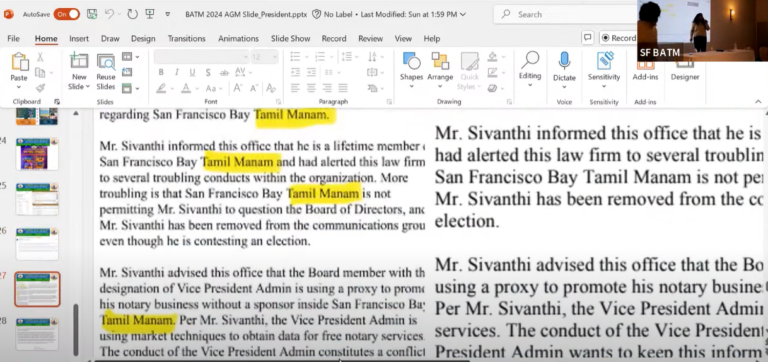 AutoSave On BATM 2024 AGM Slide_President.pptx No Label • Last Modified: Sun at 1:59 PM Search
File Home Insert Draw Design Transitions Animations Slide Show Record Review View Help Record
SF BATM
Paste New Slide Reuse Slides Shapes Arrange Quick Styles Editing Dictate Sensitivity Add-ins Designer
B I U S ab AV
Aa A
Clipboard Slides Font Paragraph Drawing Voice Sensitivity Add-ins
24
25
26
27
28
regarding San Francisco Bay Tamil Manam.
Mr. Sivanthi informed this office that he is a lifetime member
San Francisco Bay Tamil Manam and had alerted this law firm
to several troubling conducts within the organization. More
troubling is that San Francisco Bay Tamil Manam is not
permitting Mr. Sivanthi to question the Board of Directors, and
Mr. Sivanthi has been removed from the communications grou
even though he is contesting an election.
Mr. Sivanthi advised this office that the Board member with th
designation of Vice President Admin is using a proxy to promo
his notary business without a sponsor inside San Francisco Ba
Tamil Manam. Per Mr. Sivanthi, the Vice President Admin is
using market techniques to obtain data for free notary services
The conduct of the Vice President Admin constitutes a conflict
Mr. Sivanthi informed this office that he is
had alerted this law firm to several troublin
San Francisco Bay Tamil Manam is not per
Mr. Sivanthi has been removed from the co
election.
Mr. Sivanthi advised this office that the Bo
using a proxy to promote his notary busine
Per Mr. Sivanthi, the Vice President Admi
services. The conduct of the Vice President
President Admin wants to keep this inform